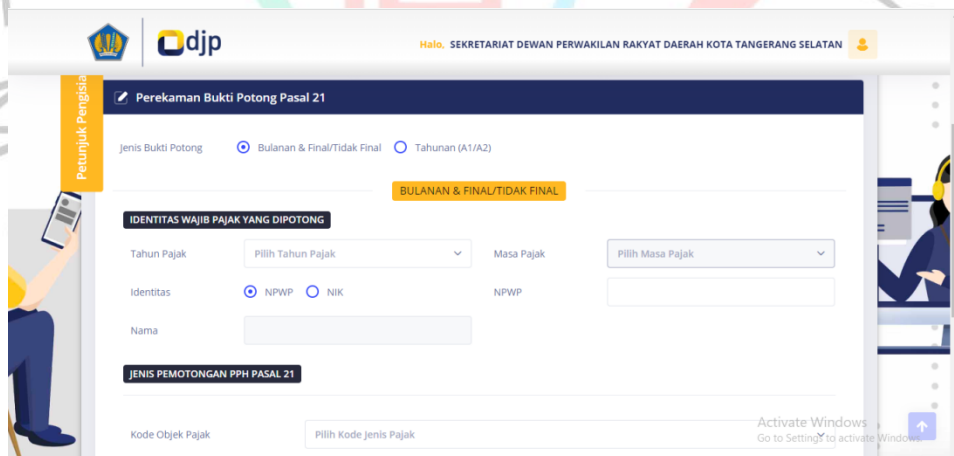 djp
Halo, SEKRETARIAT DEWAN PERWAKILAN RAKYAT DAERAH KOTA TANGERANG SELATAN
Petunjuk Pengisia
Perekaman Bukti Potong Pasal 21
Jenis Bukti Potong Bulanan & Final/Tidak Final Tahunan (A1/A2)
BULANAN & FINAL/TIDAK FINAL
IDENTITAS WAJIB PAJAK YANG DIPOTONG
Tahun Pajak Pilih Tahun Pajak Masa Pajak Pilih Masa Pajak
Identitas NPWP NIK NPWP
Nama
JENIS PEMOTONGAN PPH PASAL 21
Kode Objek Pajak Pilih Kode Jenis Pajak
Activate Windows
Go to Settings to activate Windows.